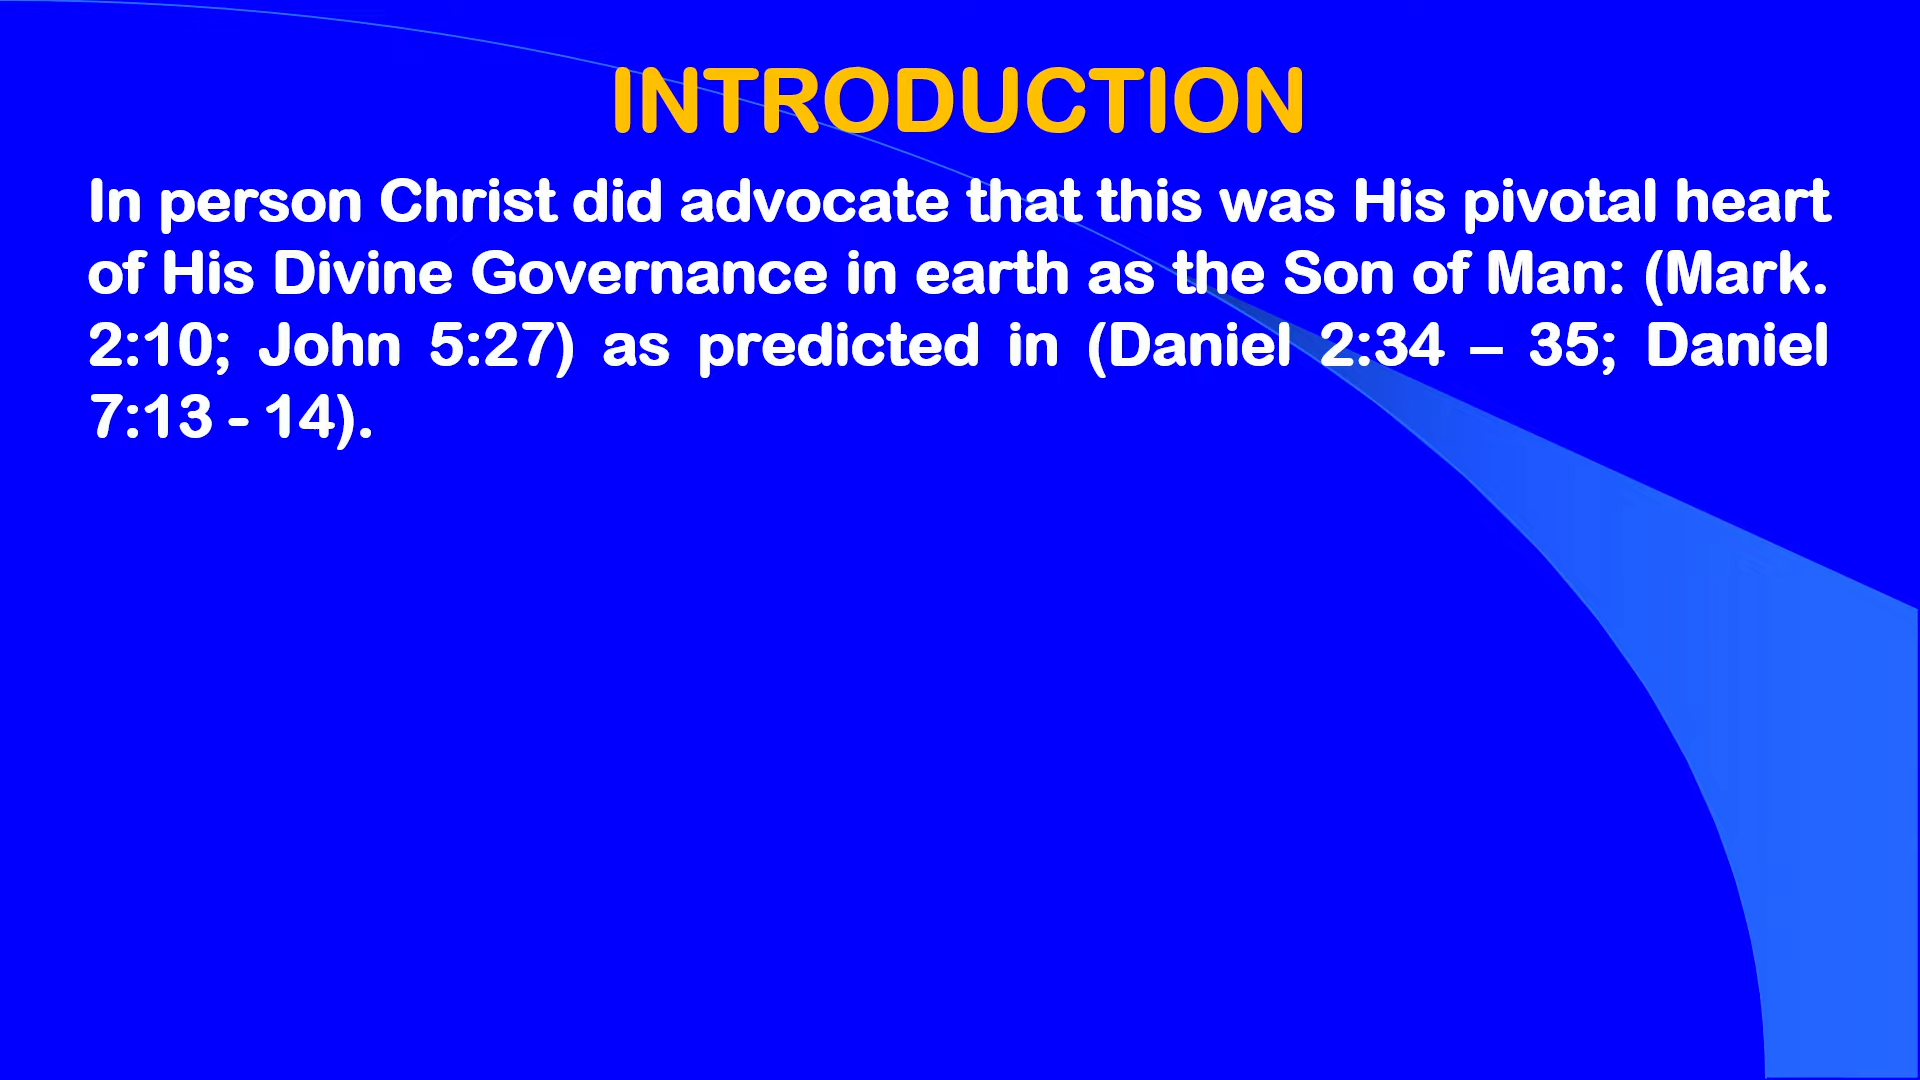 INTRODUCTION
In person Christ did advocate that this was His pivotal heart
of His Divine Governance in earth as the Son of Man: (Mark.
2:10; John 5:27) as predicted in (Daniel 2:34 – 35; Daniel
7:13 - 14).